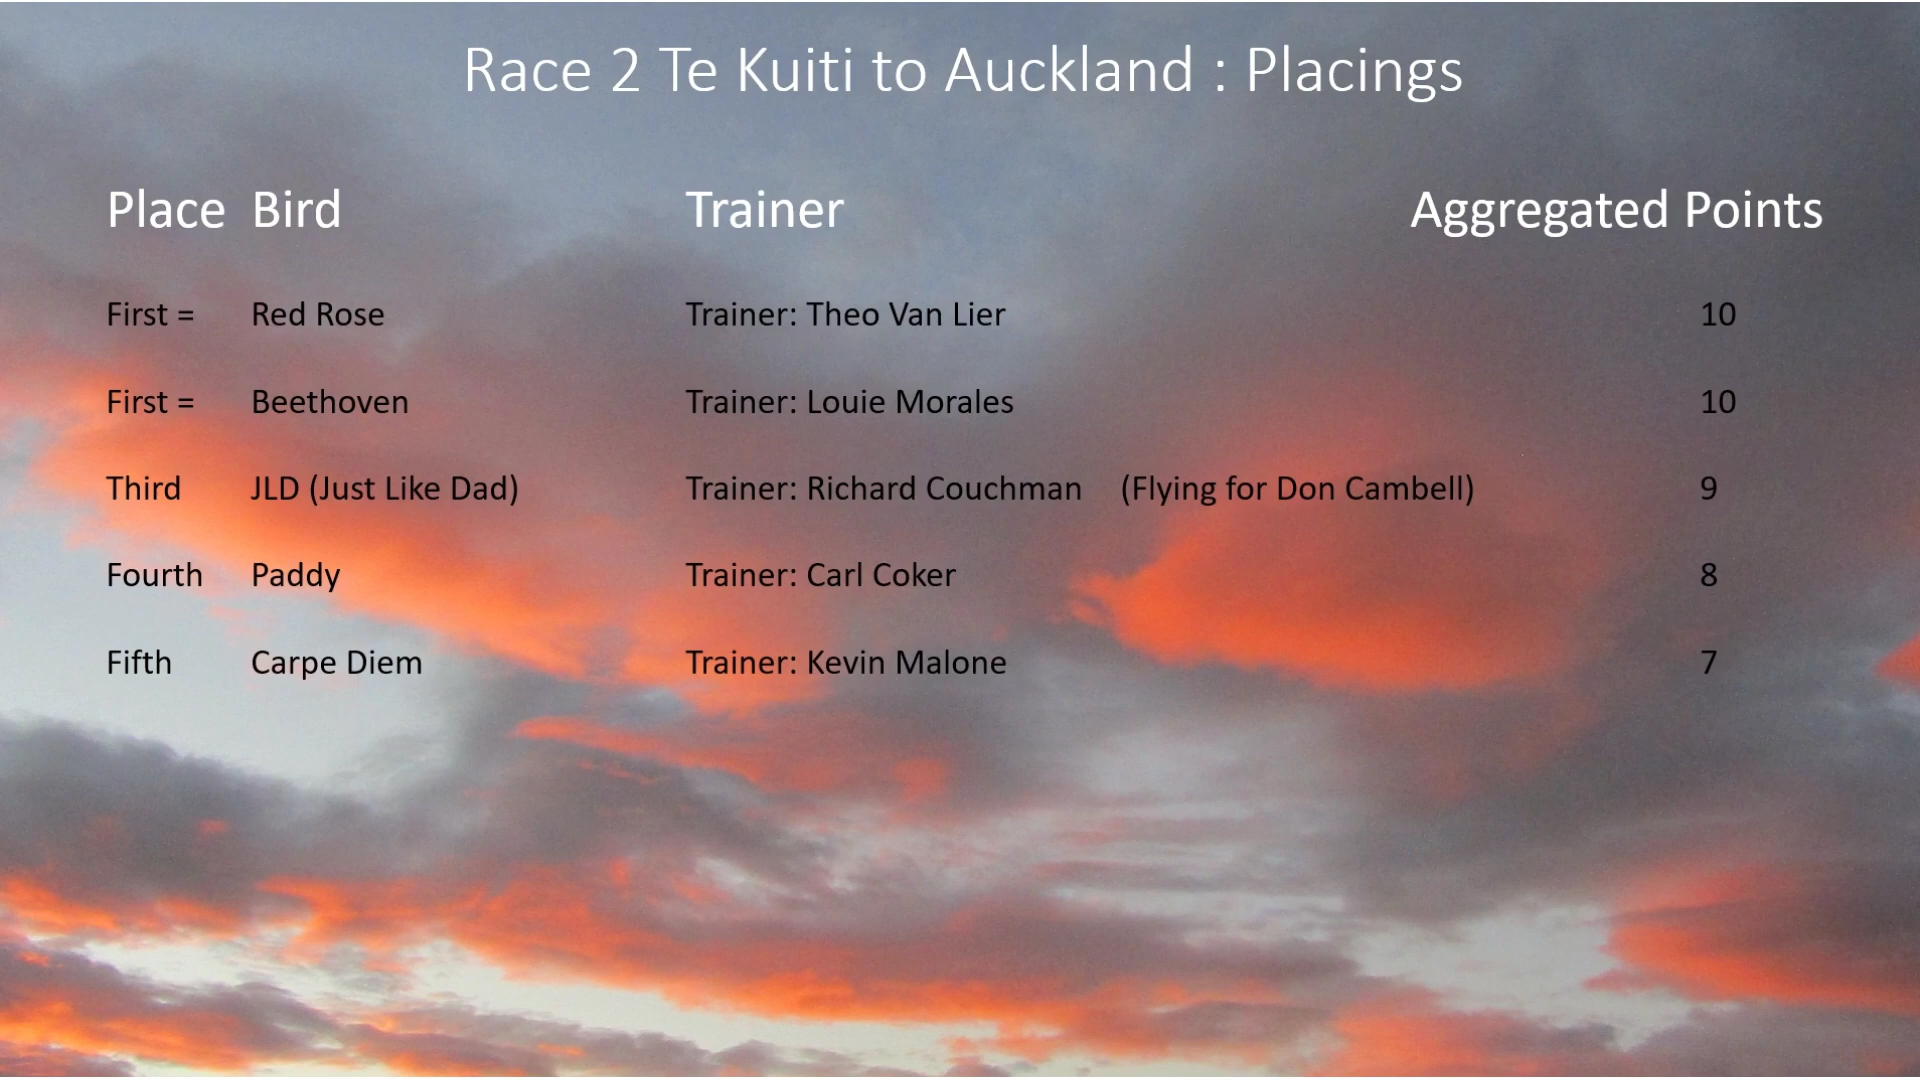 Race 2 Te Kuiti to Auckland : Placings
Place Bird Trainer Aggregated Points
First = Red Rose Trainer: Theo Van Lier 10
First = Beethoven Trainer: Louie Morales 10
Third JLD (Just Like Dad) Trainer: Richard Couchman (Flying for Don Cambell) 9
Fourth Paddy Trainer: Carl Coker 8
Fifth Carpe Diem Trainer: Kevin Malone 7